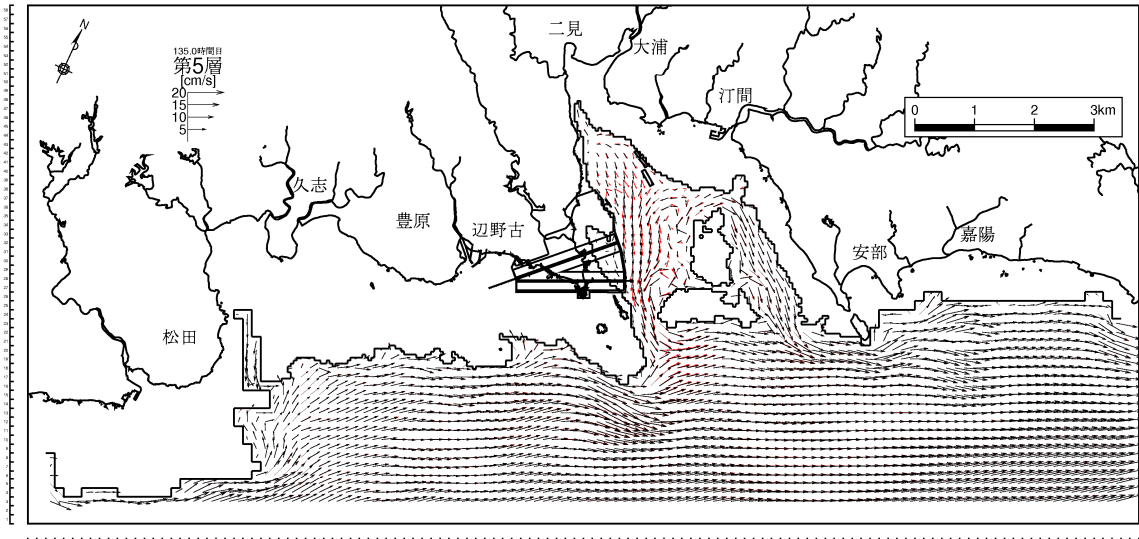 N
135.0時間目
第5層
[cm/s]
20
15
10
5
二見
大浦
汀間
0 1 2 3km
久志
豊原
辺野古
安部
嘉陽
松田